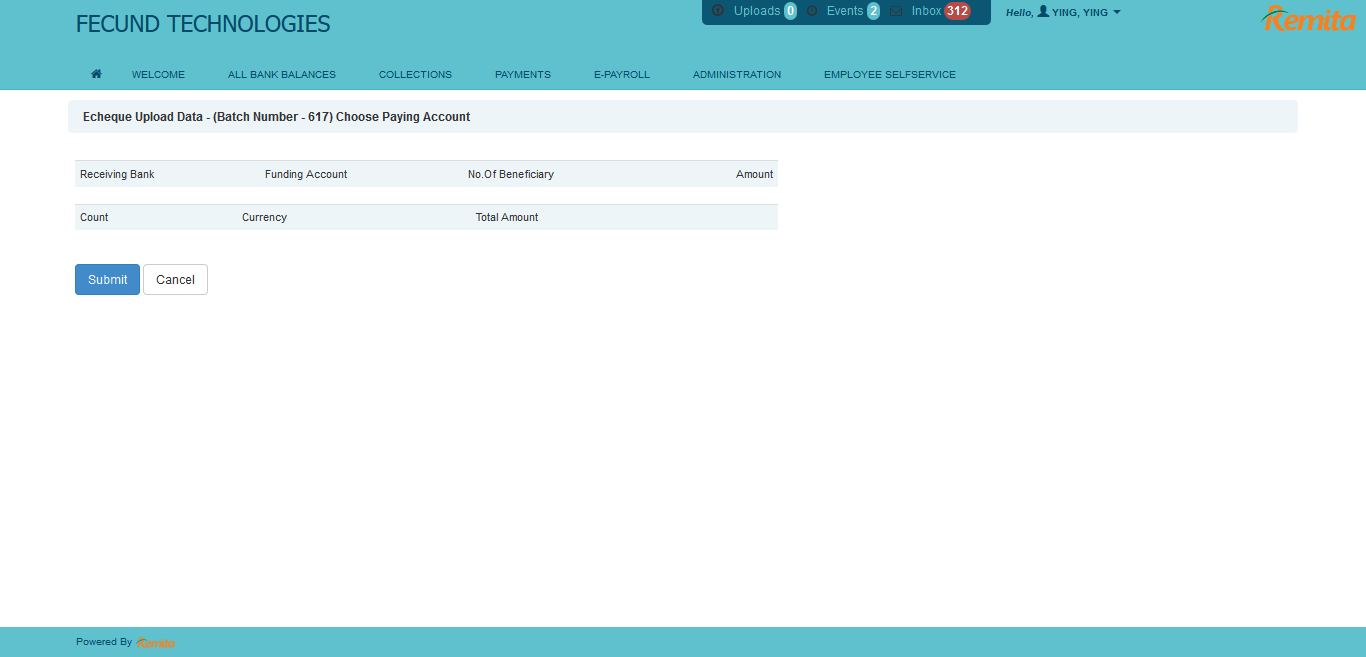 FECUND TECHNOLOGIES
Uploads 0 Events 2 Inbox 312
Hello, YING, YING
Remita
WELCOME ALL BANK BALANCES COLLECTIONS PAYMENTS E-PAYROLL ADMINISTRATION EMPLOYEE SELFSERVICE
Echeque Upload Data - (Batch Number - 617) Choose Paying Account
Receiving Bank Funding Account No.Of Beneficiary Amount
Count Currency Total Amount
Submit Cancel
Powered By Remita